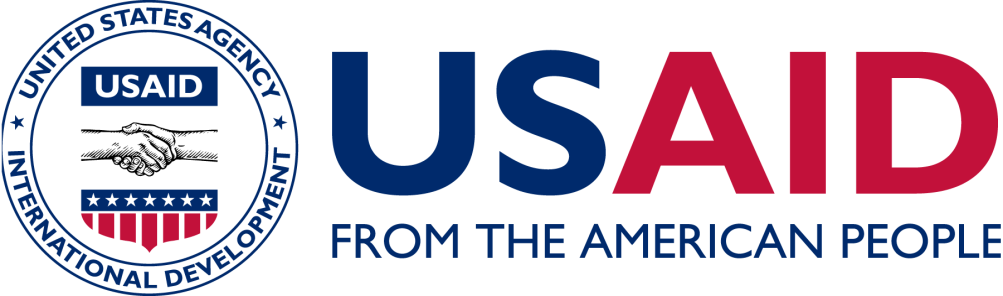 UNITED STATES AGENCY
USAID
INTERNATIONAL DEVELOPMENT
USAID
FROM THE AMERICAN PEOPLE